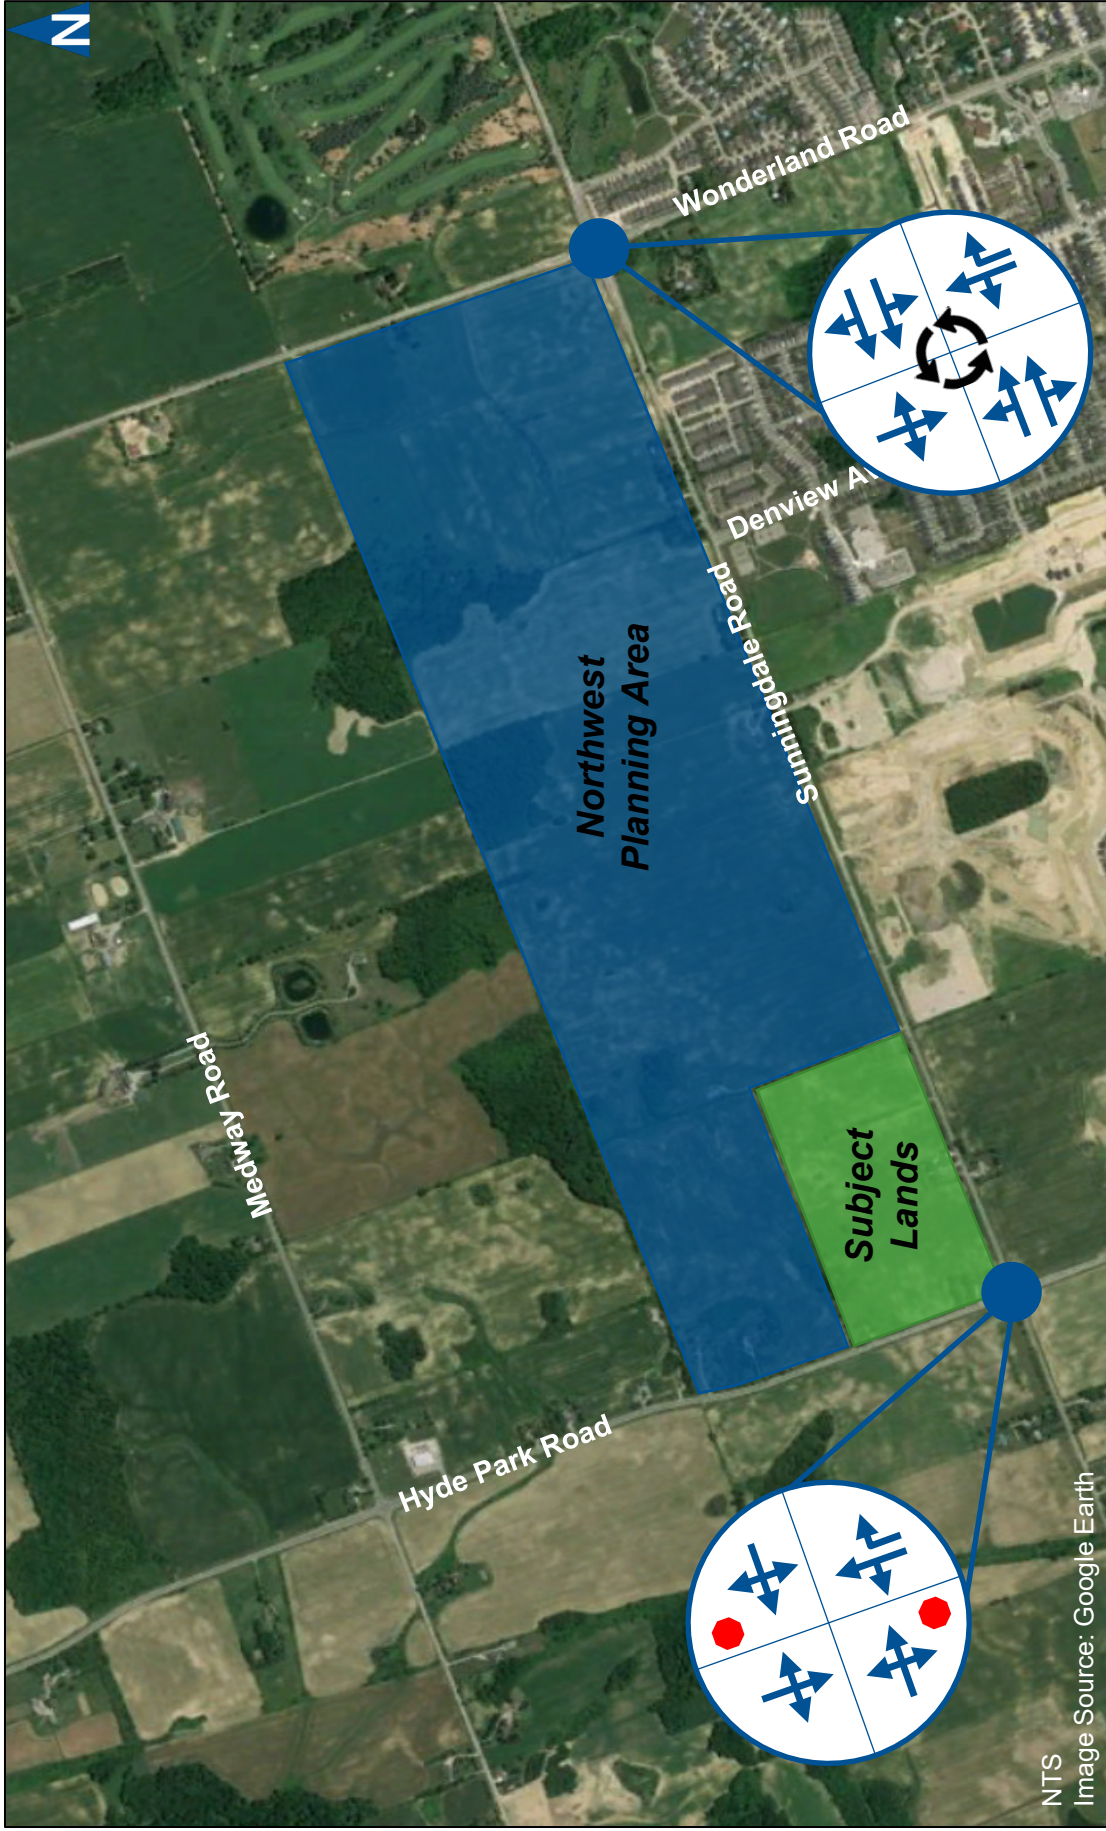 N
Wonderland Road
Denview Av
Sunningdale Road
Northwest
Planning Area
Medway Road
Subject
Lands
Hyde Park Road
NTS
Image Source: Google Earth